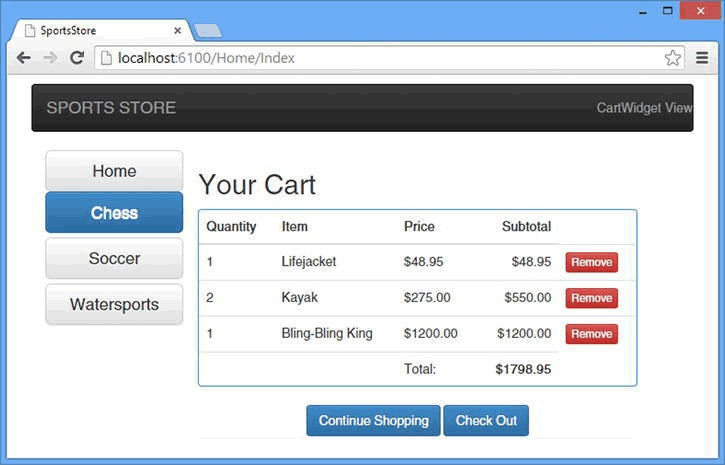 SportsStore
localhost:6100/Home/Index
SPORTS STORE CartWidget View
Home
Chess
Soccer
Watersports
Your Cart
Quantity Item Price Subtotal
1 Lifejacket $48.95 $48.95 Remove
2 Kayak $275.00 $550.00 Remove
1 Bling-Bling King $1200.00 $1200.00 Remove
Total: $1798.95
Continue Shopping Check Out